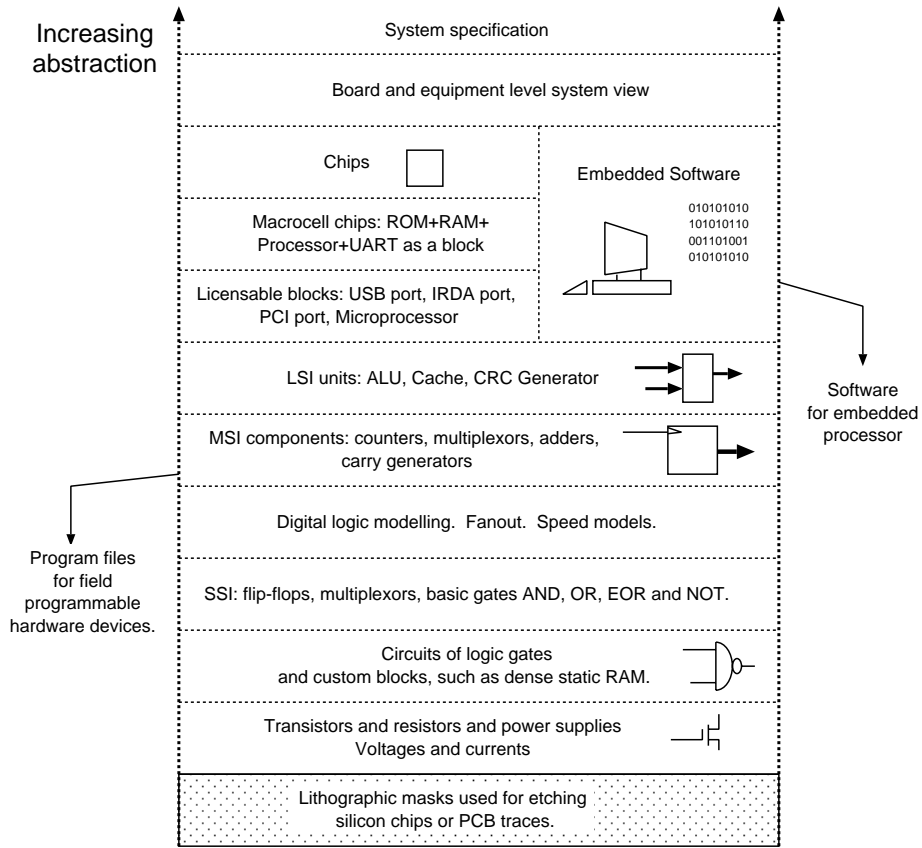 Increasing
abstraction
System specification
Board and equipment level system view
Chips
Embedded Software
010101010
101010110
001101001
010101010
Macrocell chips: ROM+RAM+
Processor+UART as a block
Licensable blocks: USB port, IRDA port,
PCI port, Microprocessor
LSI units: ALU, Cache, CRC Generator
Software
for embedded
processor
MSI components: counters, multiplexors, adders,
carry generators
Digital logic modelling. Fanout. Speed models.
Program files
for field
programmable
hardware devices.
SSI: flip-flops, multiplexors, basic gates AND, OR, EOR and NOT.
Circuits of logic gates
and custom blocks, such as dense static RAM.
Transistors and resistors and power supplies
Voltages and currents
Lithographic masks used for etching
silicon chips or PCB traces.